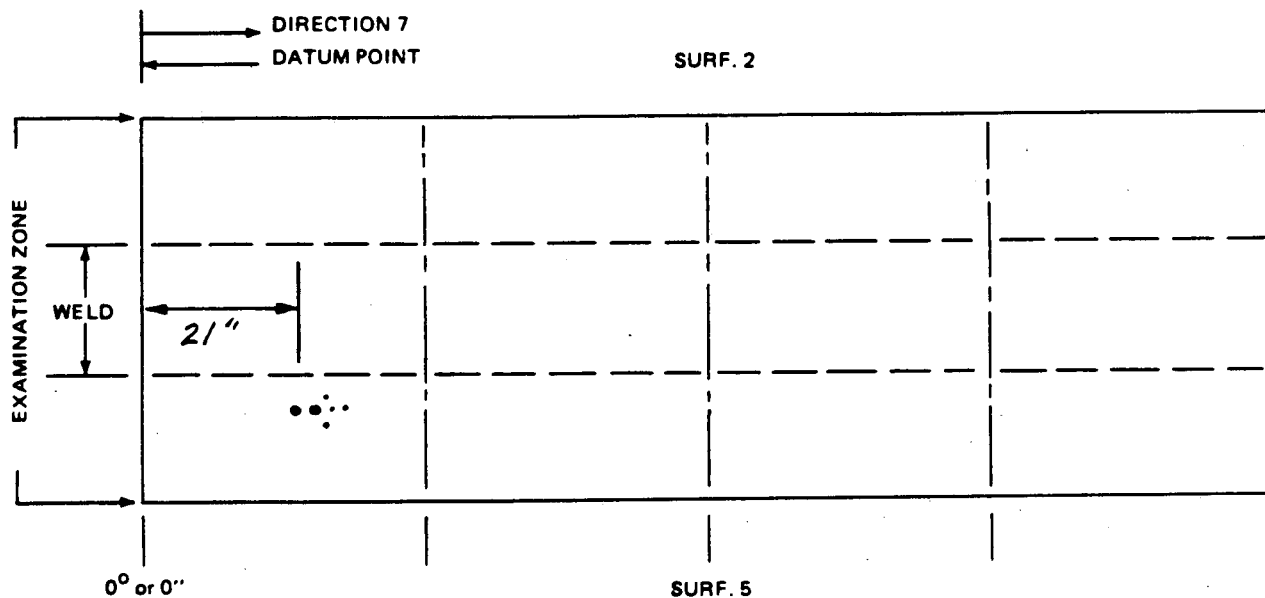 DIRECTION 7
DATUM POINT
SURF. 2
EXAMINATION ZONE
WELD
21"
0° or 0"
SURF. 5